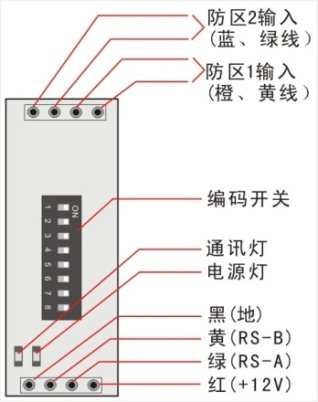 防区2输入
(蓝、绿线)
防区1输入
(橙、黄线)
ON
1
2
3
4
5
6
7
8
编码开关
通讯灯
电源灯
黑(地)
黄(RS-B)
绿(RS-A)
红(+12V)